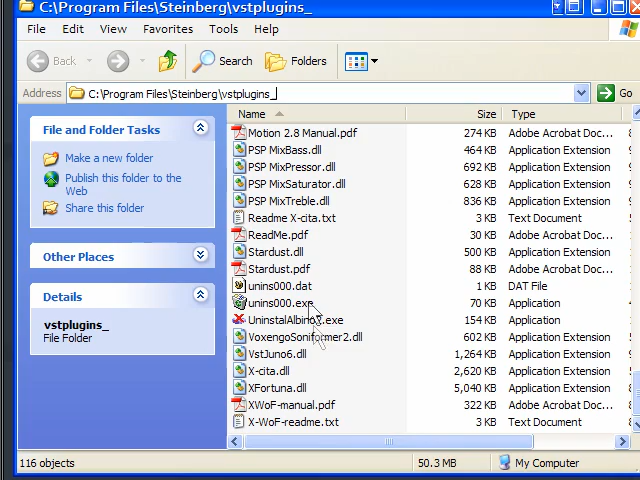 C:\Program Files\Steinberg\vstplugins_
File Edit View Favorites Tools Help
Back Search Folders
Address C:\Program Files\Steinberg\vstplugins_ Go
File and Folder Tasks
Make a new folder
Publish this folder to the
Web
Share this folder
Other Places
Details
vstplugins_
File Folder
Name Size Type
Motion 2.8 Manual.pdf 274 KB Adobe Acrobat Doc...
PSP MixBass.dll 464 KB Application Extension
PSP MixPressor.dll 692 KB Application Extension
PSP MixSaturator.dll 628 KB Application Extension
PSP MixTreble.dll 836 KB Application Extension
Readme X-cita.txt 3 KB Text Document
ReadMe.pdf 30 KB Adobe Acrobat Doc...
Stardust.dll 500 KB Application Extension
Stardust.pdf 88 KB Adobe Acrobat Doc...
unins000.dat 1 KB DAT File
unins000.exe 70 KB Application
154 KB Application
VoxengoSoniformer2.dll 602 KB Application Extension
VstJuno6.dll 1,264 KB Application Extension
X-cita.dll 2,620 KB Application Extension
XFortuna.dll 5,040 KB Application Extension
XWoF-manual.pdf 322 KB Adobe Acrobat Doc...
X-WoF-readme.txt 3 KB Text Document
116 objects 50.3 MB My Computer